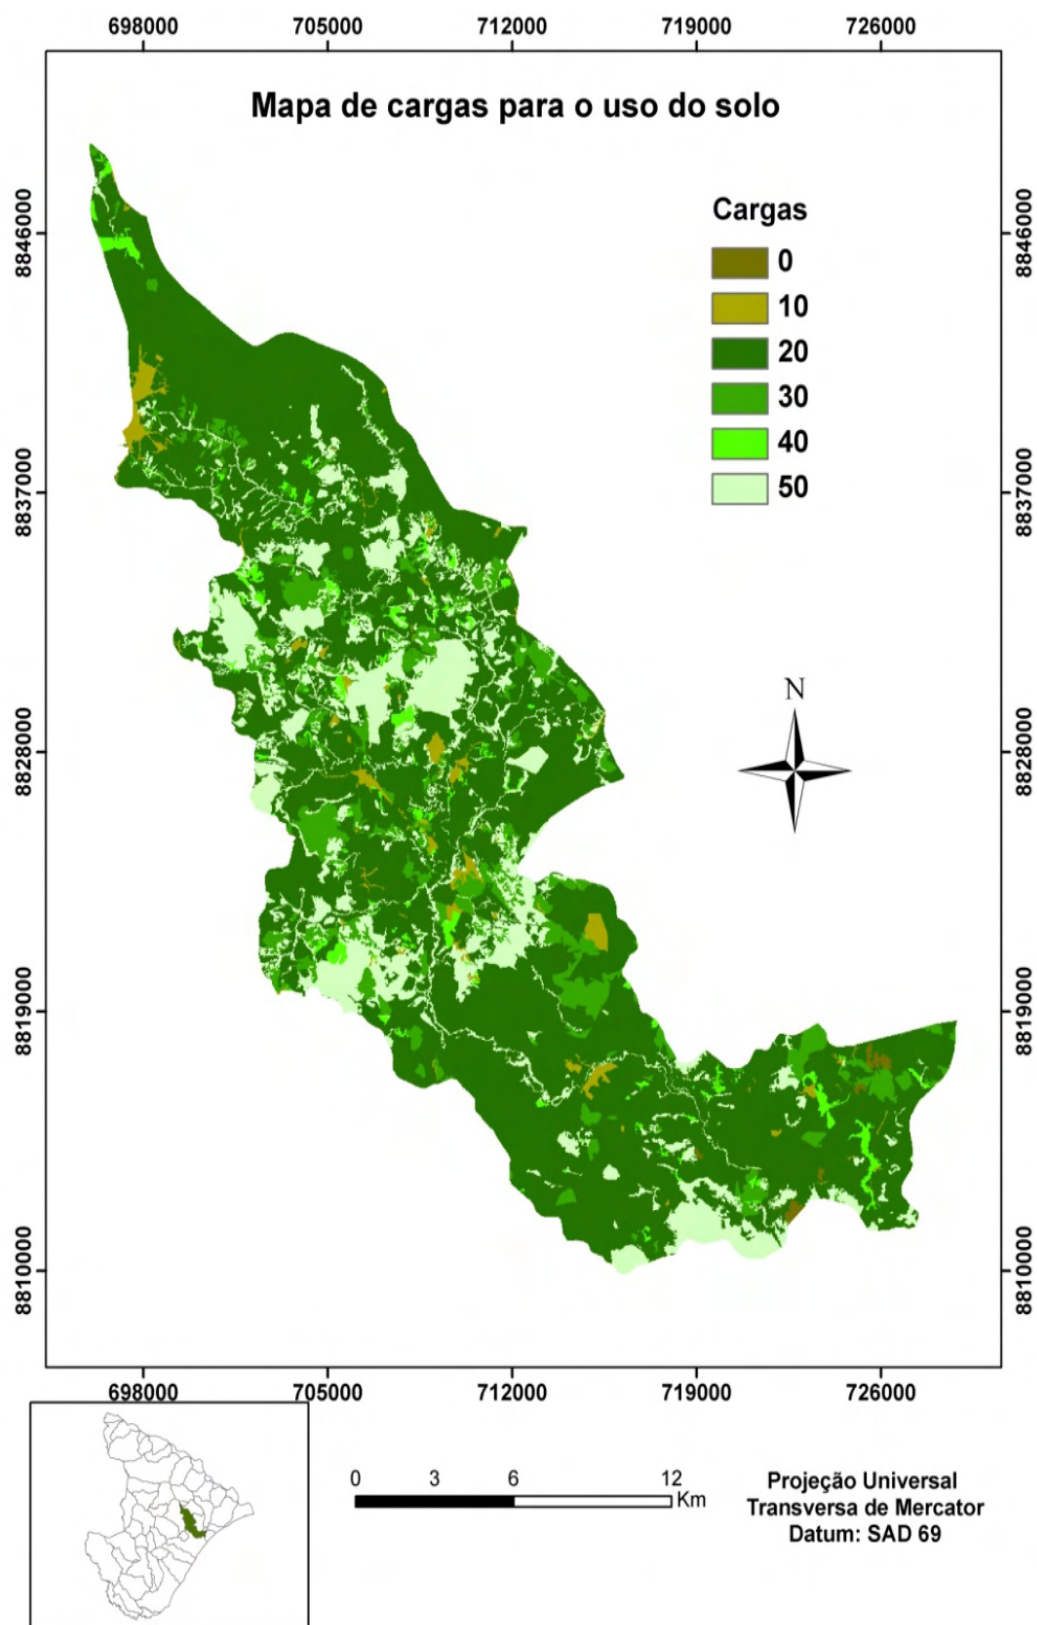 698000 705000 712000 719000 726000
Mapa de cargas para o uso do solo
Cargas
0
10
20
30
40
50
8846000 8846000
8837000 8837000
N
8828000 8828000
8819000 8819000
8810000 8810000
698000 705000 712000 719000 726000
0 3 6 12
Km
Projeção Universal
Transversa de Mercator
Datum: SAD 69